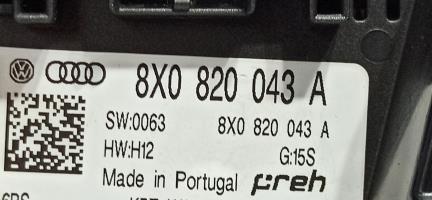 8X0 820 043 A
SW:0063 8X0 820 043 A
HW:H12 G:15S
Made in Portugal preh